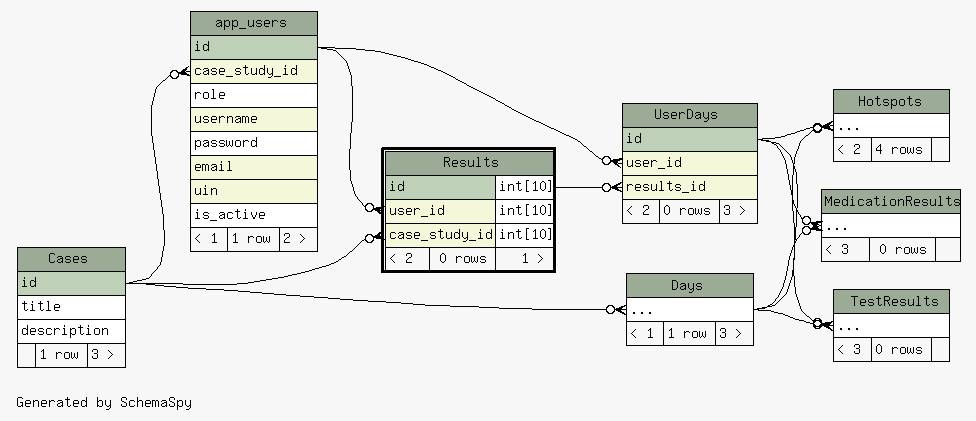 app_users
id
case_study_id
role
username
password
email
uin
is_active
< 1 1 row 2 >
Cases
id
title
description
1 row 3 >
Results
id int[10]
user_id int[10]
case_study_id int[10]
< 2 0 rows 1 >
UserDays
id
user_id
results_id
< 2 0 rows 3 >
Days
...
< 1 1 row 3 >
Hotspots
...
< 2 4 rows
MedicationResults
...
< 3 0 rows
TestResults
...
< 3 0 rows
Generated by SchemaSpy